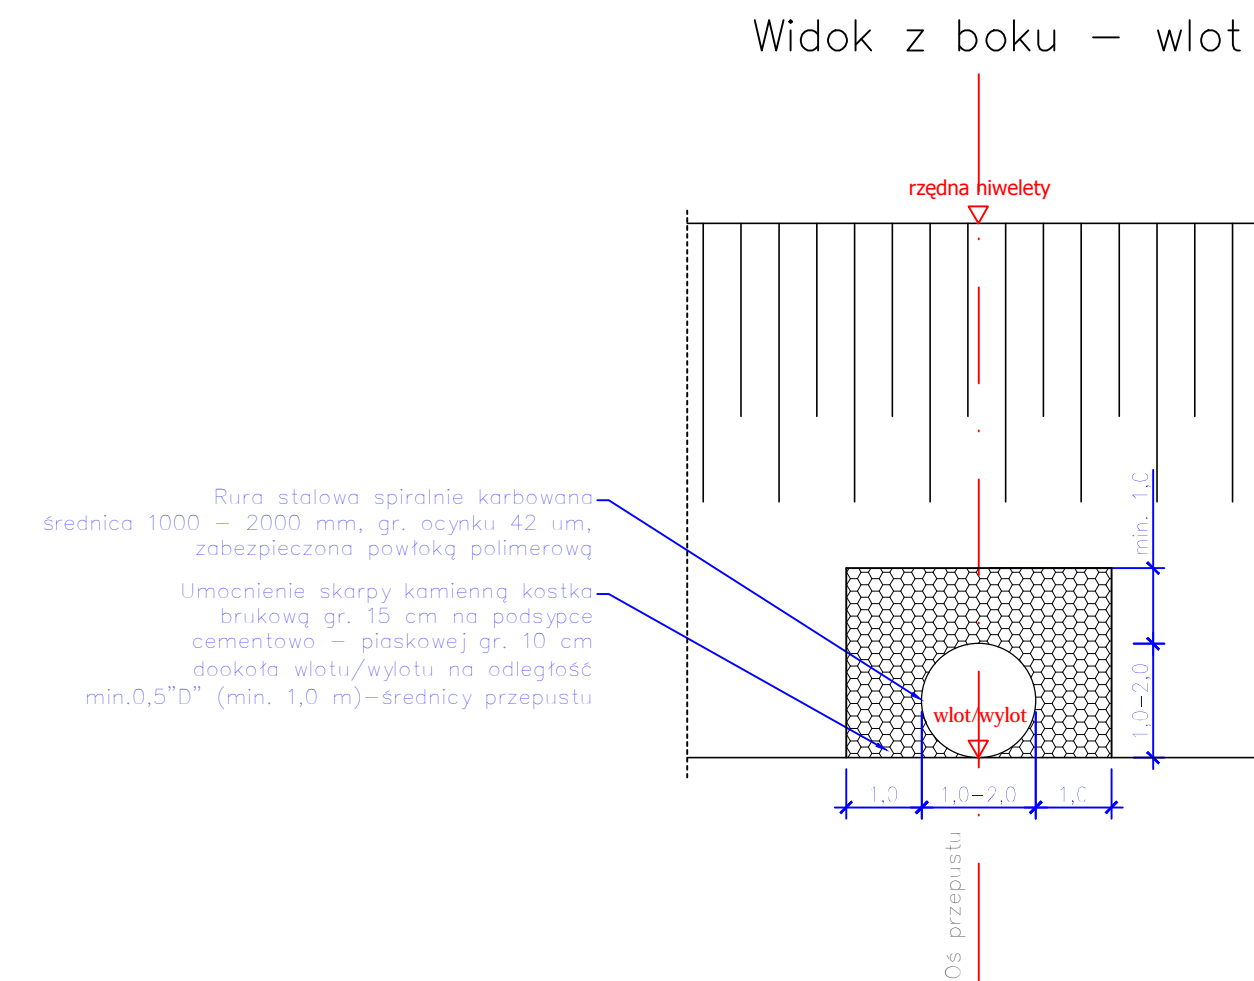 Widok z boku – wlot
rzędna niwelety
Rura stalowa spiralnie karbowana
średnica 1000 – 2000 mm, gr. ocynku 42 um,
zabezpieczona powłoką polimerową
Umocnienie skarpy kamienną kostka
brukową gr. 15 cm na podsypce
cementowo – piaskowej gr. 10 cm
dookoła wlotu/wylotu na odległość
min.0,5"D" (min. 1,0 m)–średnicy przepustu
min. 1,0
1,0–2,0
wlot/wylot
1,0
1,0–2,0
1,0
Oś przepustu